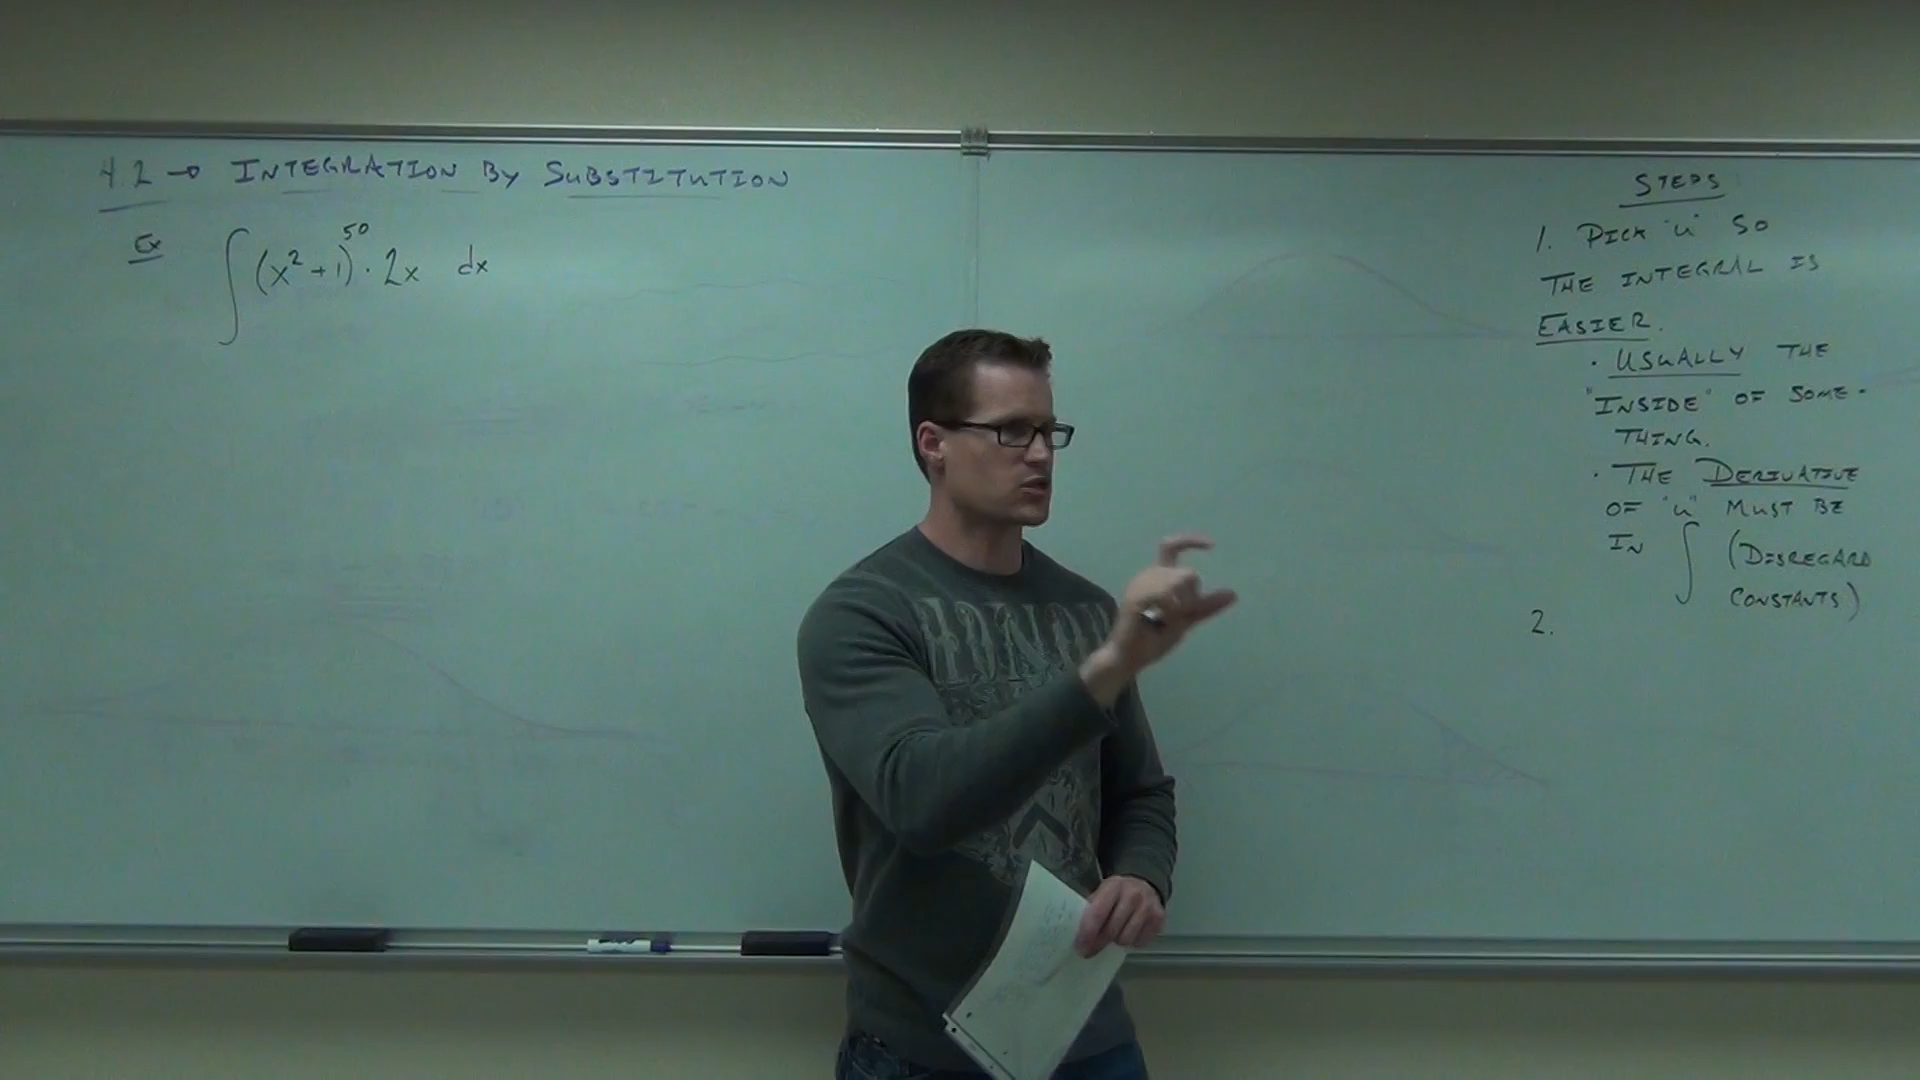 4.2 → INTEGRATION BY SUBSTITUTION
Ex ∫(x²+1)⁵⁰ · 2x dx
STEPS
1. PICK "u" SO
THE INTEGRAL IS
EASIER.
· USUALLY THE
"INSIDE" OF SOME-
THING.
· THE DERIVATIVE
OF "u" MUST BE
IN ∫ (DISREGARD
CONSTANTS)
2.